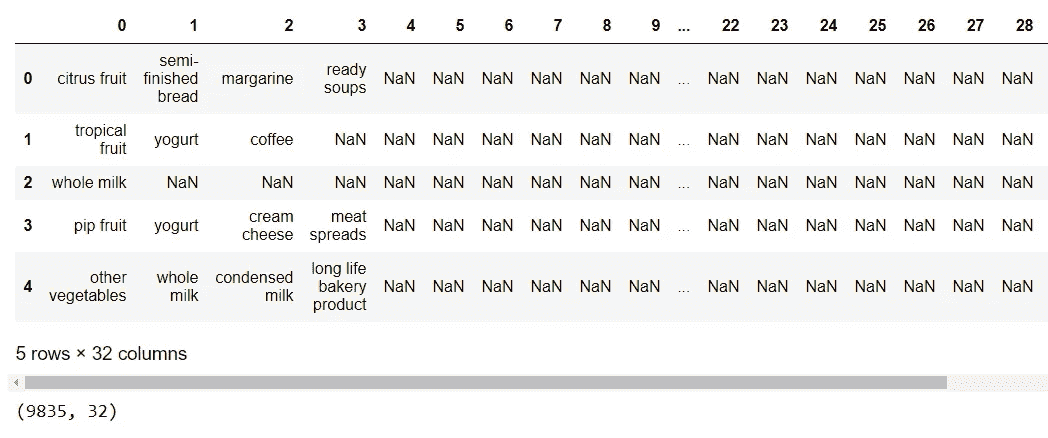 0 1 2 3 4 5 6 7 8 9 ... 22 23 24 25 26 27 28
0 citrus fruit semi-finished bread margarine ready soups NaN NaN NaN NaN NaN NaN ... NaN NaN NaN NaN NaN NaN NaN
1 tropical fruit yogurt coffee NaN NaN NaN NaN NaN NaN NaN ... NaN NaN NaN NaN NaN NaN NaN
2 whole milk NaN NaN NaN NaN NaN NaN NaN NaN NaN ... NaN NaN NaN NaN NaN NaN NaN
3 pip fruit yogurt cream cheese meat spreads NaN NaN NaN NaN NaN NaN ... NaN NaN NaN NaN NaN NaN NaN
4 other vegetables whole milk condensed milk long life bakery product NaN NaN NaN NaN NaN NaN ... NaN NaN NaN NaN NaN NaN NaN
5 rows × 32 columns
(9835, 32)